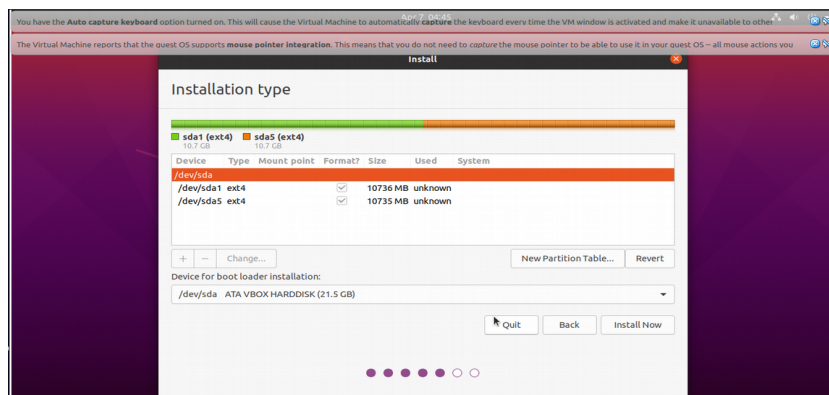 Apr 7 04:45
You have the Auto capture keyboard option turned on. This will cause the Virtual Machine to automatically capture the keyboard every time the VM window is activated and make it unavailable to other
The Virtual Machine reports that the guest OS supports mouse pointer integration. This means that you do not need to capture the mouse pointer to be able to use it in your guest OS – all mouse actions you
Install
Installation type
sda1 (ext4) sda5 (ext4)
10.7 GB 10.7 GB
Device Type Mount point Format? Size Used System
/dev/sda
/dev/sda1 ext4 10736 MB unknown
/dev/sda5 ext4 10735 MB unknown
+ − Change... New Partition Table... Revert
Device for boot loader installation:
/dev/sda ATA VBOX HARDDISK (21.5 GB)
Quit Back Install Now